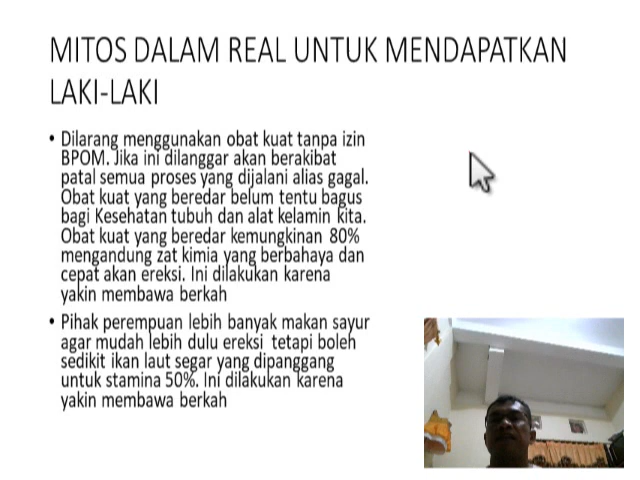 MITOS DALAM REAL UNTUK MENDAPATKAN
LAKI-LAKI
• Dilarang menggunakan obat kuat tanpa izin
BPOM. Jika ini dilanggar akan berakibat
patal semua proses yang dijalani alias gagal.
Obat kuat yang beredar belum tentu bagus
bagi Kesehatan tubuh dan alat kelamin kita.
Obat kuat yang beredar kemungkinan 80%
mengandung zat kimia yang berbahaya dan
cepat akan ereksi. Ini dilakukan karena
yakin membawa berkah
• Pihak perempuan lebih banyak makan sayur
agar mudah lebih dulu ereksi tetapi boleh
sedikit ikan laut segar yang dipanggang
untuk stamina 50%. Ini dilakukan karena
yakin membawa berkah